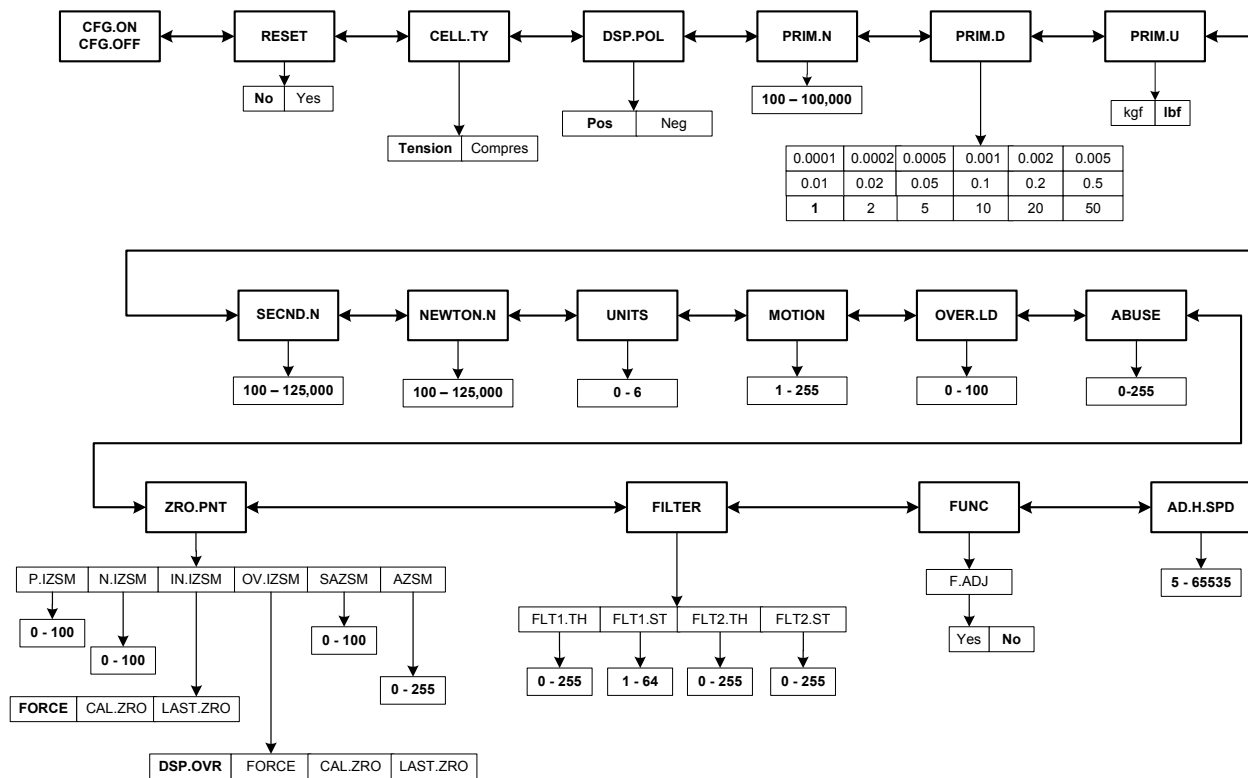 CFG.ON
CFG.OFF
RESET
CELL.TY
DSP.POL
PRIM.N
PRIM.D
PRIM.U
No Yes
Tension Compres
Pos Neg
100 – 100,000
kgf lbf
0.0001 0.0002 0.0005 0.001 0.002 0.005
0.01 0.02 0.05 0.1 0.2 0.5
1 2 5 10 20 50
SECND.N
NEWTON.N
UNITS
MOTION
OVER.LD
ABUSE
100 – 125,000
100 – 125,000
0 - 6
1 - 255
0 - 100
0-255
ZRO.PNT
FILTER
FUNC
AD.H.SPD
P.IZSM N.IZSM IN.IZSM OV.IZSM SAZSM AZSM
0 - 100
0 - 100
0 - 100
0 - 255
FORCE CAL.ZRO LAST.ZRO
DSP.OVR FORCE CAL.ZRO LAST.ZRO
FLT1.TH FLT1.ST FLT2.TH FLT2.ST
0 - 255
1 - 64
0 - 255
0 - 255
F.ADJ
Yes No
5 - 65535